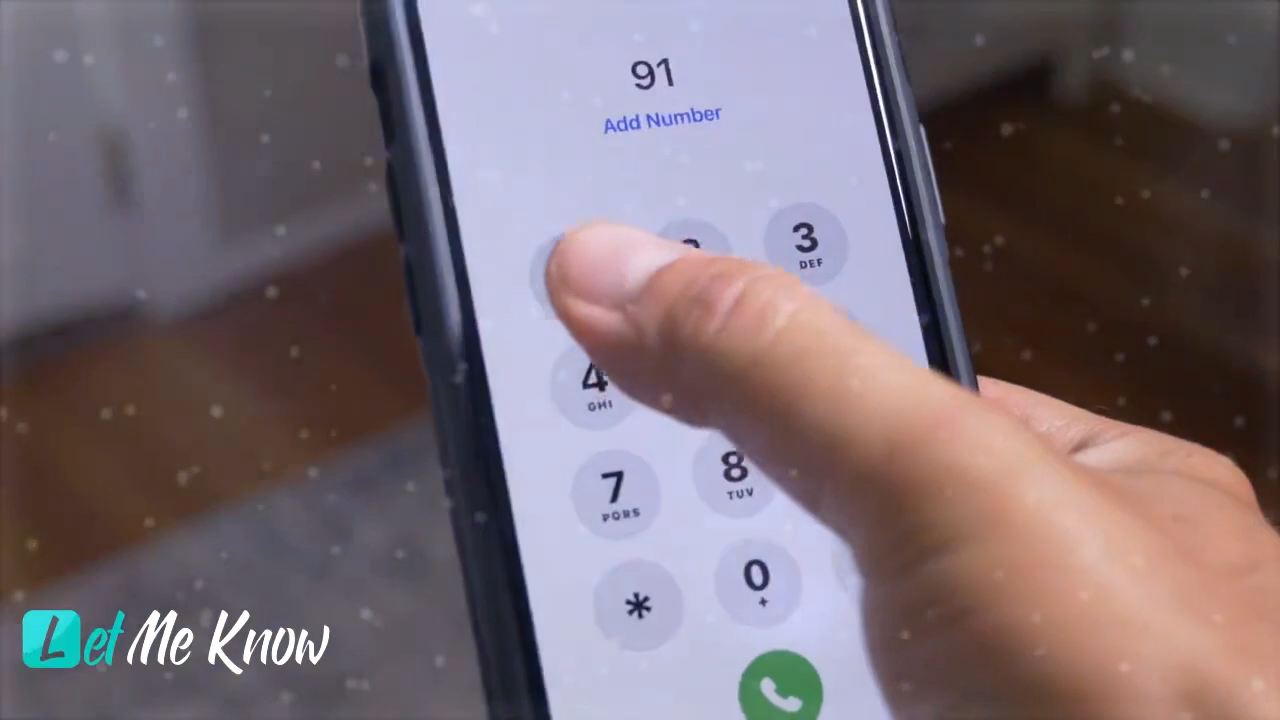 91
Add Number
3
DEF
4
GHI
7
PQRS
8
TUV
*
0
+
Let Me Know